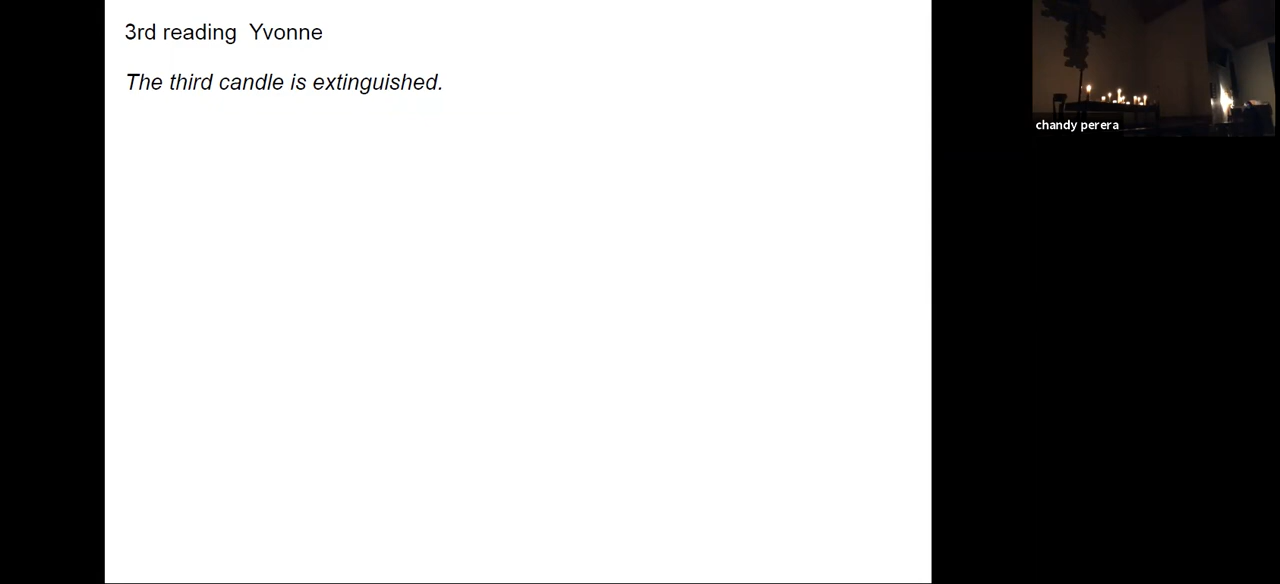 3rd reading  Yvonne
The third candle is extinguished.
chandy perera